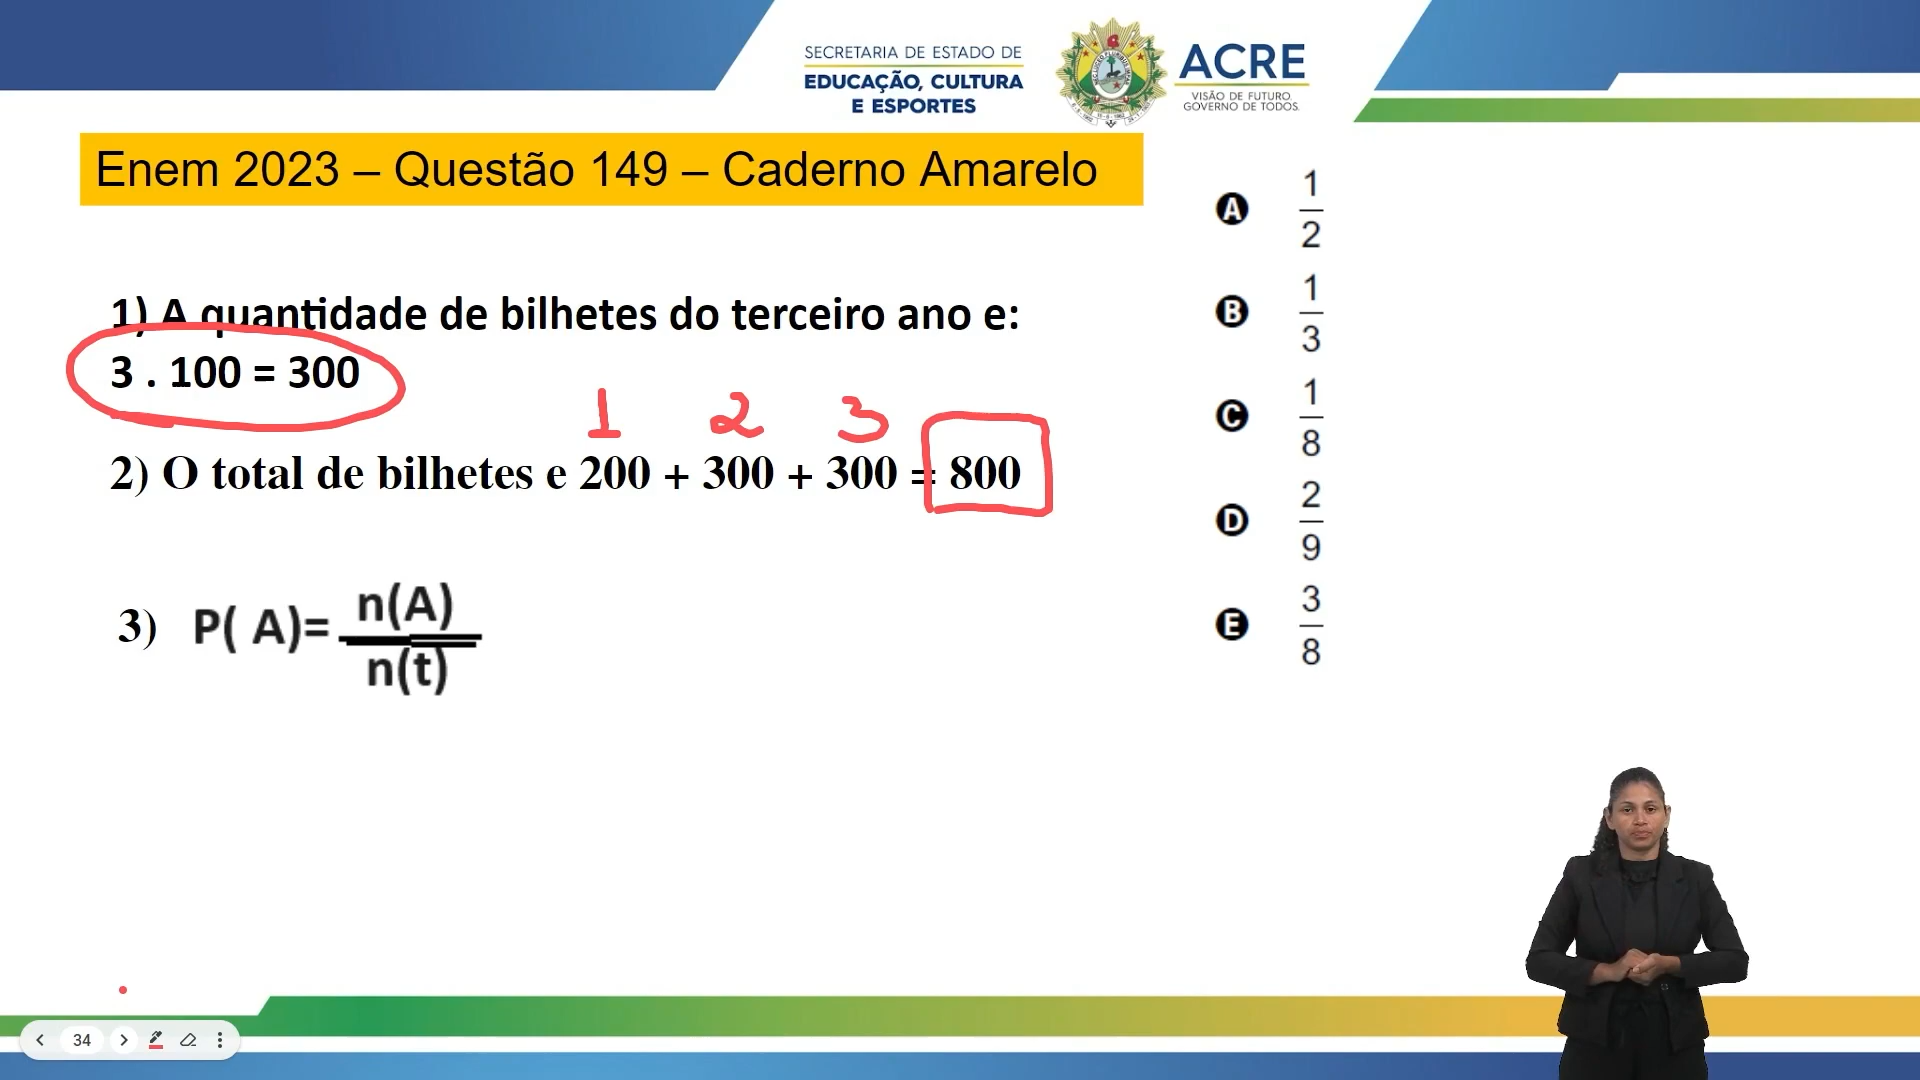 SECRETARIA DE ESTADO DE
EDUCAÇÃO, CULTURA
E ESPORTES
ACRE
VISÃO DE FUTURO.
GOVERNO DE TODOS.
Enem 2023 – Questão 149 – Caderno Amarelo
1) A quantidade de bilhetes do terceiro ano e:
3 . 100 = 300
1 2 3
2) O total de bilhetes e 200 + 300 + 300 = 800
3) P( A)= n(A)
n(t)
A 1
2
B 1
3
C 1
8
D 2
9
E 3
8
34